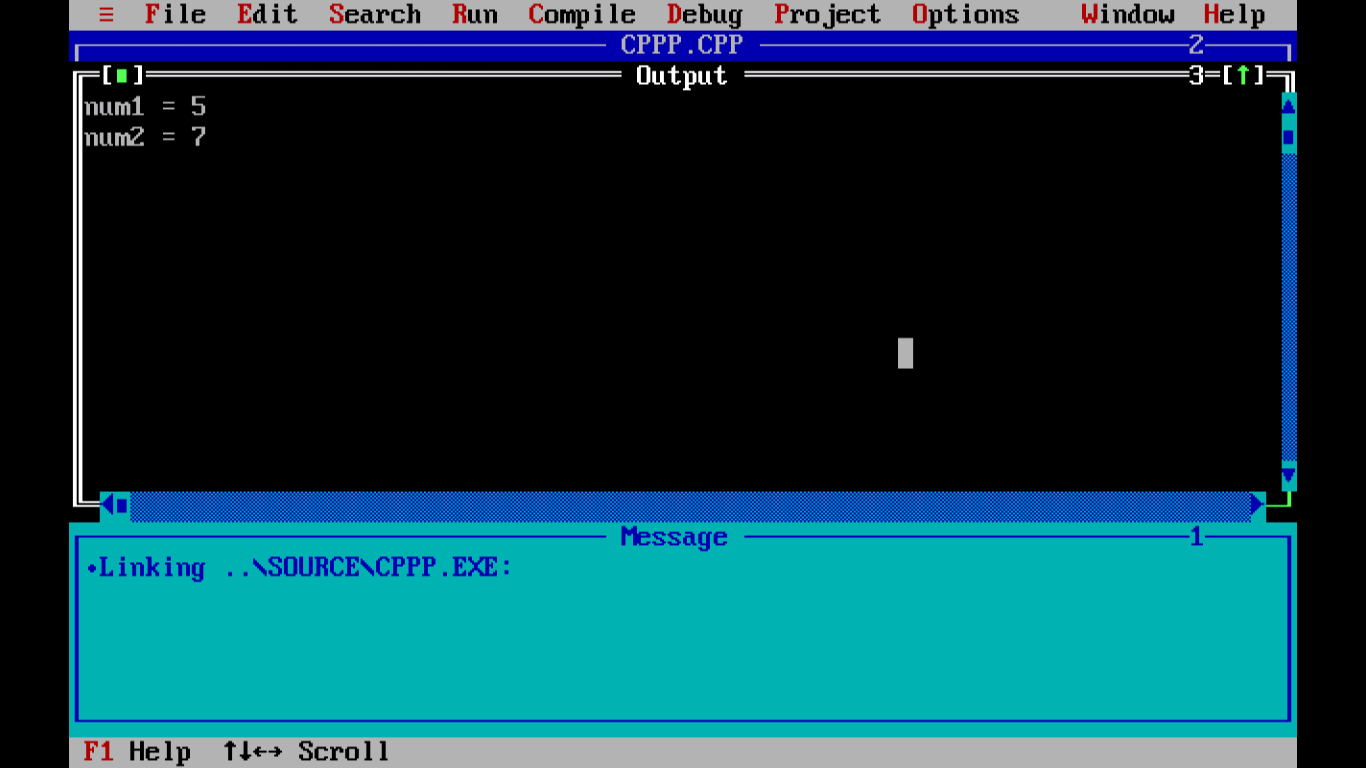 ≡ File Edit Search Run Compile Debug Project Options Window Help
CPPP.CPP 2
[■] Output 3=[↑]
num1 = 5
num2 = 7
Message 1
•Linking ..\SOURCE\CPPP.EXE:
F1 Help ↑↓←→ Scroll